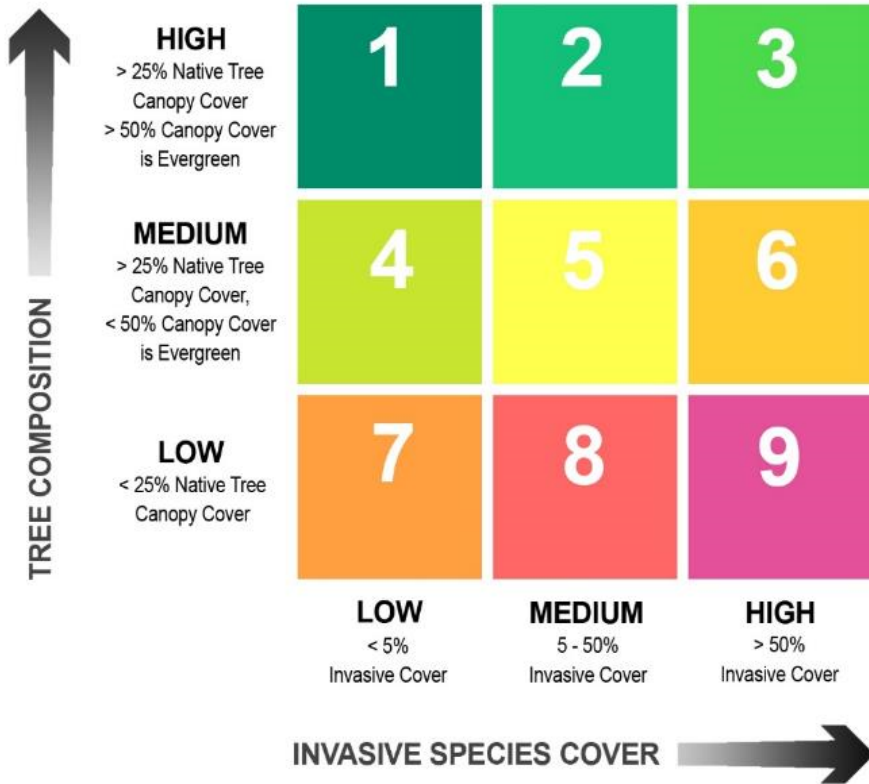 HIGH
> 25% Native Tree
Canopy Cover
> 50% Canopy Cover
is Evergreen
1
2
3
MEDIUM
> 25% Native Tree
Canopy Cover,
< 50% Canopy Cover
is Evergreen
4
5
6
LOW
< 25% Native Tree
Canopy Cover
7
8
9
TREE COMPOSITION
LOW
< 5%
Invasive Cover
MEDIUM
5 - 50%
Invasive Cover
HIGH
> 50%
Invasive Cover
INVASIVE SPECIES COVER